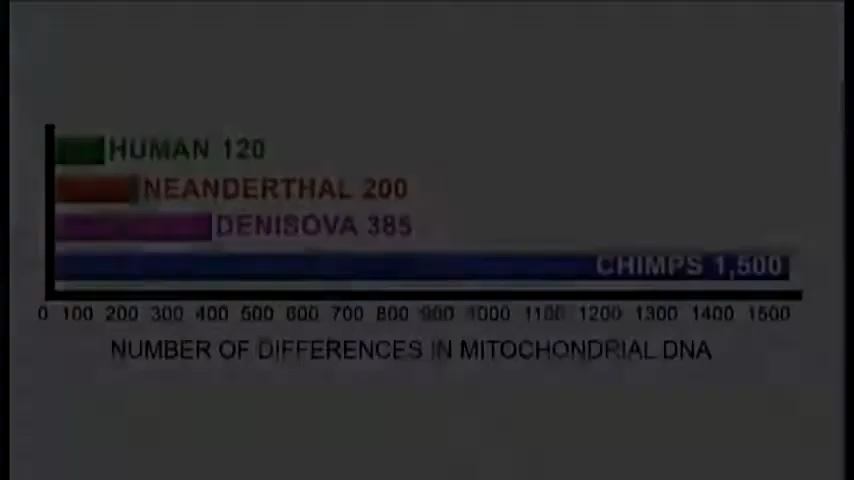 HUMAN 120
NEANDERTHAL 200
DENISOVA 385
CHIMPS 1,500
0 100 200 300 400 500 600 700 800 900 1000 1100 1200 1300 1400 1500
NUMBER OF DIFFERENCES IN MITOCHONDRIAL DNA